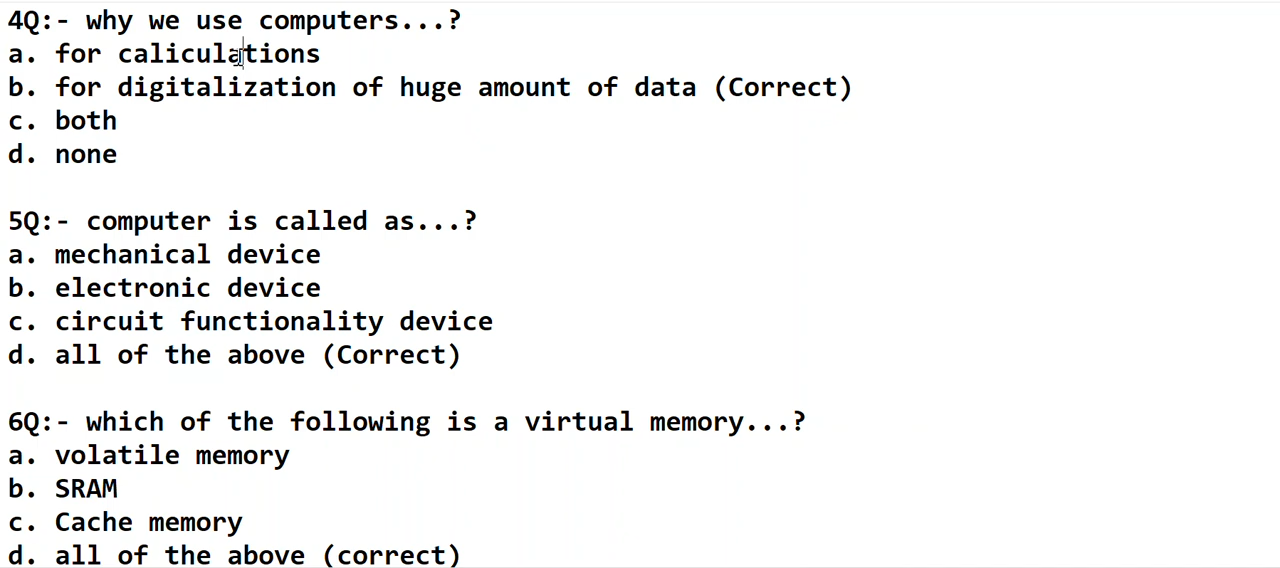 4Q:- why we use computers...?
a. for caliculations
b. for digitalization of huge amount of data (Correct)
c. both
d. none
5Q:- computer is called as...?
a. mechanical device
b. electronic device
c. circuit functionality device
d. all of the above (Correct)
6Q:- which of the following is a virtual memory...?
a. volatile memory
b. SRAM
c. Cache memory
d. all of the above (correct)